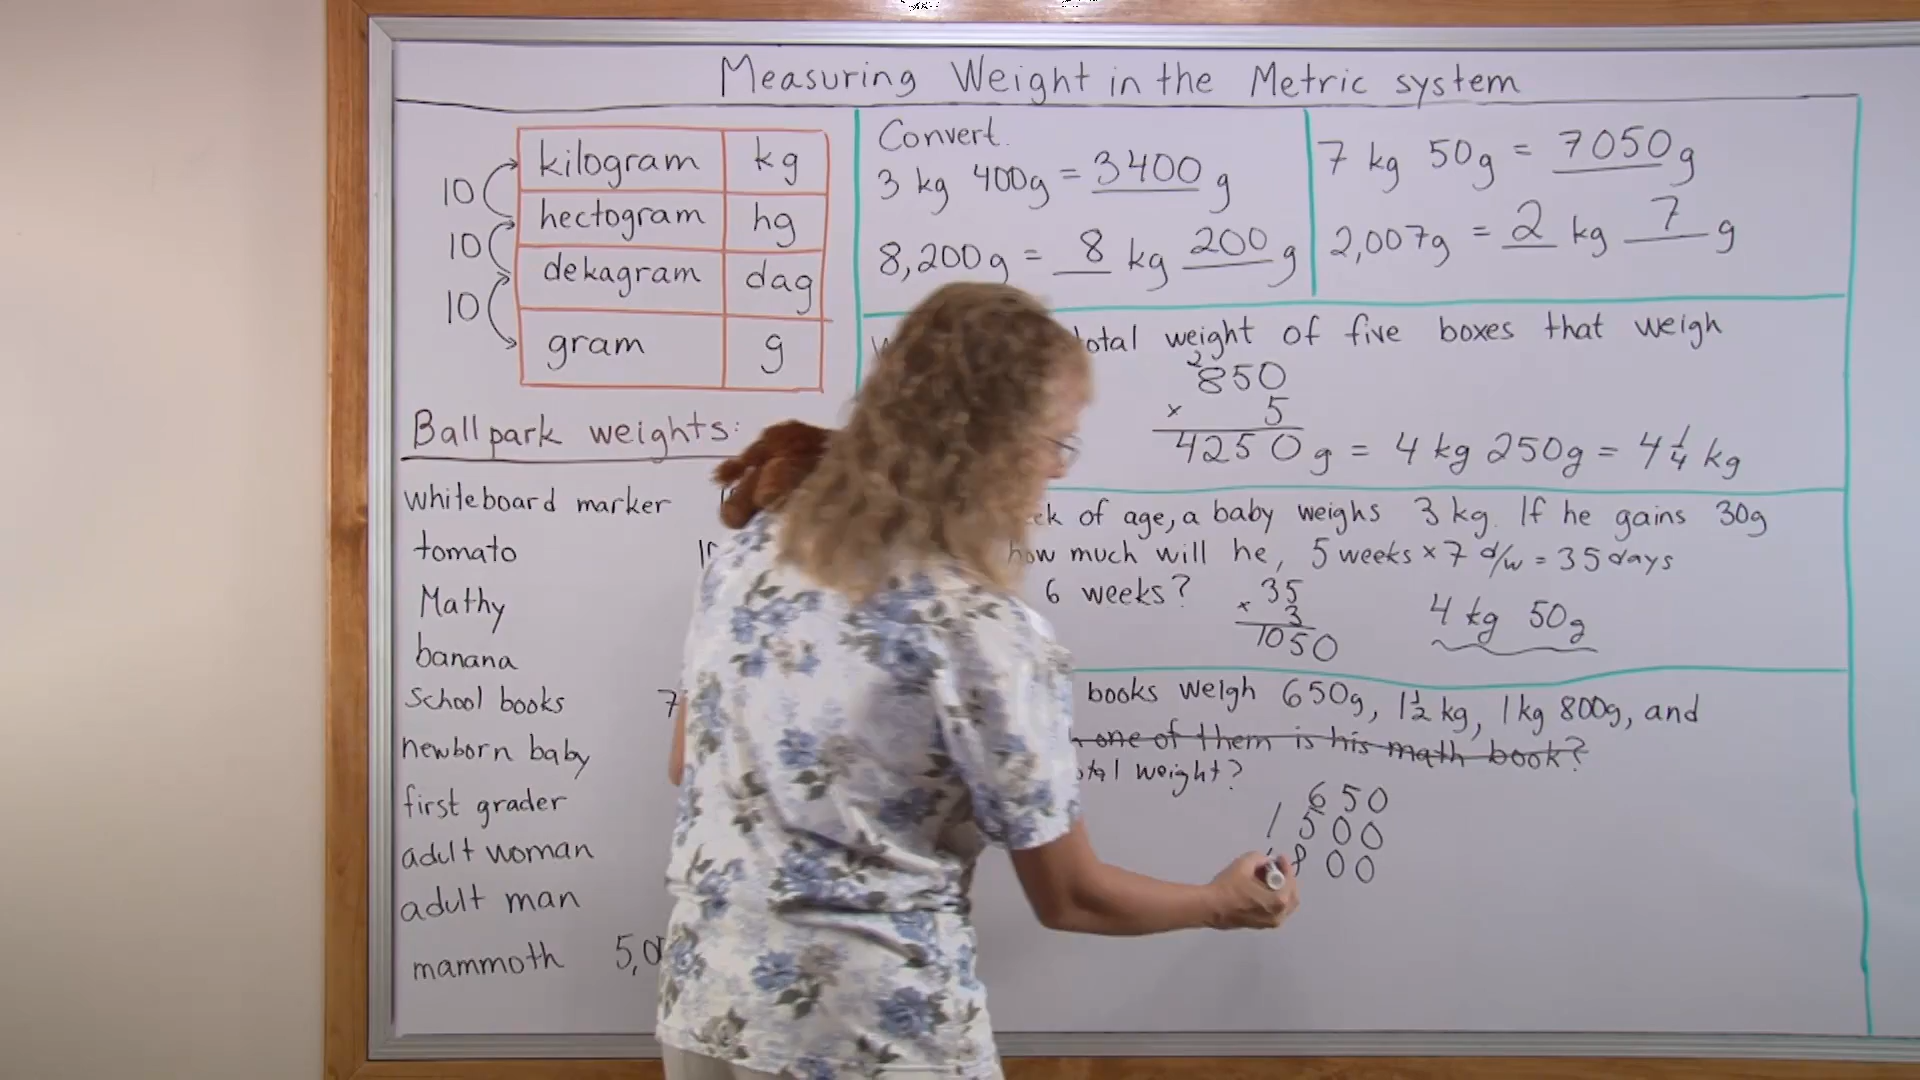 Measuring Weight in the Metric system
10
10
10
kilogram kg
hectogram hg
dekagram dag
gram g
Convert.
3 kg 400g = 3400 g
8,200g = 8 kg 200 g
7 kg 50g = 7050 g
2,007g = 2 kg 7 g
total weight of five boxes that weigh
2
850
× 5
4250 g = 4 kg 250g = 4 1/4 kg
of age, a baby weighs 3 kg. If he gains 30g
how much will he, 5 weeks × 7 d/w = 35 days
6 weeks?
35
× 3
1050
4 kg 50g
books weigh 650g, 1 1/2 kg, 1 kg 800g, and
one of them is his math book?
weight?
650
1 500
800
Ballpark weights:
whiteboard marker
tomato
Mathy
banana
School books 7
newborn baby
first grader
adult woman
adult man
mammoth